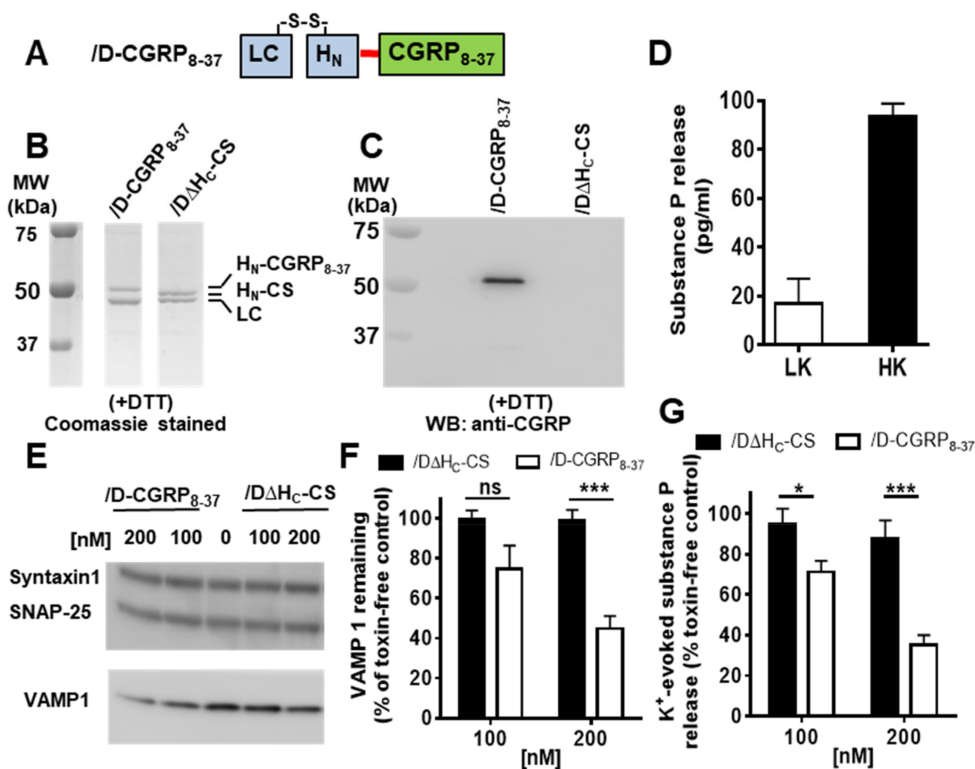 A
/D-CGRP8-37
-S-S-
LC
HN
CGRP8-37
B
MW
(kDa)
/D-CGRP8-37
/DΔHC-CS
75
50
37
HN-CGRP8-37
HN-CS
LC
(+DTT)
Coomassie stained
C
MW
(kDa)
/D-CGRP8-37
/DΔHC-CS
75
50
37
(+DTT)
WB: anti-CGRP
D
Substance P release
(pg/ml)
100
80
60
40
20
0
LK
HK
E
/D-CGRP8-37
/DΔHC-CS
[nM]
200 100 0 100 200
Syntaxin1
SNAP-25
VAMP1
F
/DΔHC-CS
/D-CGRP8-37
VAMP 1 remaining
(% of toxin-free control)
100
80
60
40
20
0
ns
***
100
200
[nM]
G
/DΔHC-CS
/D-CGRP8-37
K+-evoked substance P
release (% toxin-free control)
100
80
60
40
20
0
*
***
100
200
[nM]